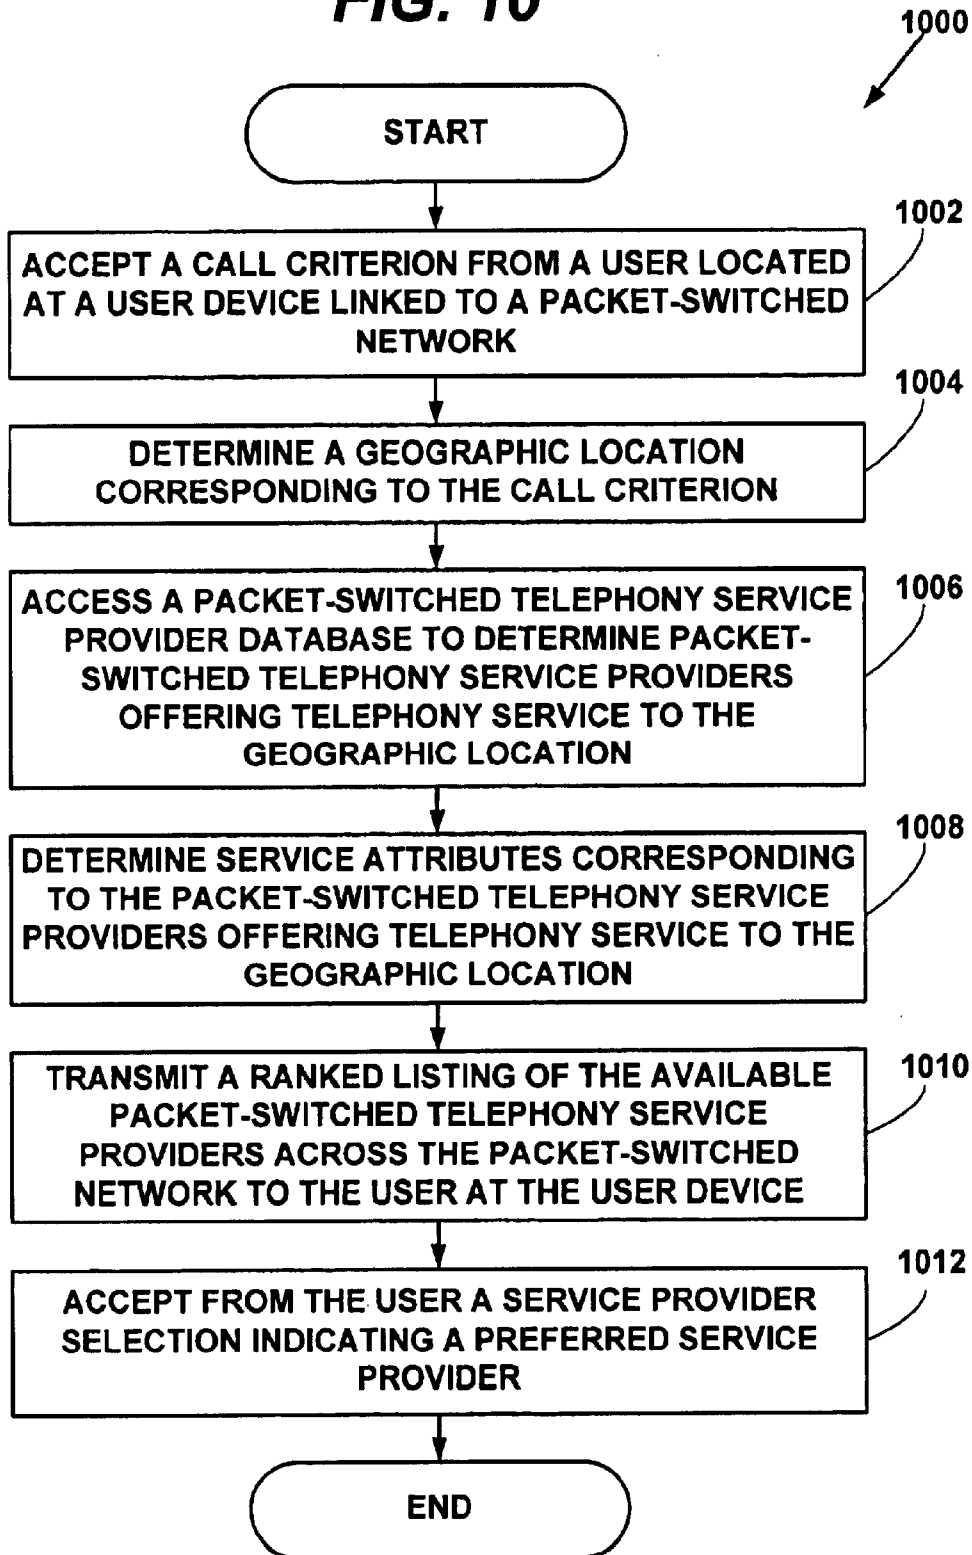 FIG. 10
1000
START
1002
ACCEPT A CALL CRITERION FROM A USER LOCATED
AT A USER DEVICE LINKED TO A PACKET-SWITCHED
NETWORK
1004
DETERMINE A GEOGRAPHIC LOCATION
CORRESPONDING TO THE CALL CRITERION
1006
ACCESS A PACKET-SWITCHED TELEPHONY SERVICE
PROVIDER DATABASE TO DETERMINE PACKET-
SWITCHED TELEPHONY SERVICE PROVIDERS
OFFERING TELEPHONY SERVICE TO THE
GEOGRAPHIC LOCATION
1008
DETERMINE SERVICE ATTRIBUTES CORRESPONDING
TO THE PACKET-SWITCHED TELEPHONY SERVICE
PROVIDERS OFFERING TELEPHONY SERVICE TO THE
GEOGRAPHIC LOCATION
1010
TRANSMIT A RANKED LISTING OF THE AVAILABLE
PACKET-SWITCHED TELEPHONY SERVICE
PROVIDERS ACROSS THE PACKET-SWITCHED
NETWORK TO THE USER AT THE USER DEVICE
1012
ACCEPT FROM THE USER A SERVICE PROVIDER
SELECTION INDICATING A PREFERRED SERVICE
PROVIDER
END